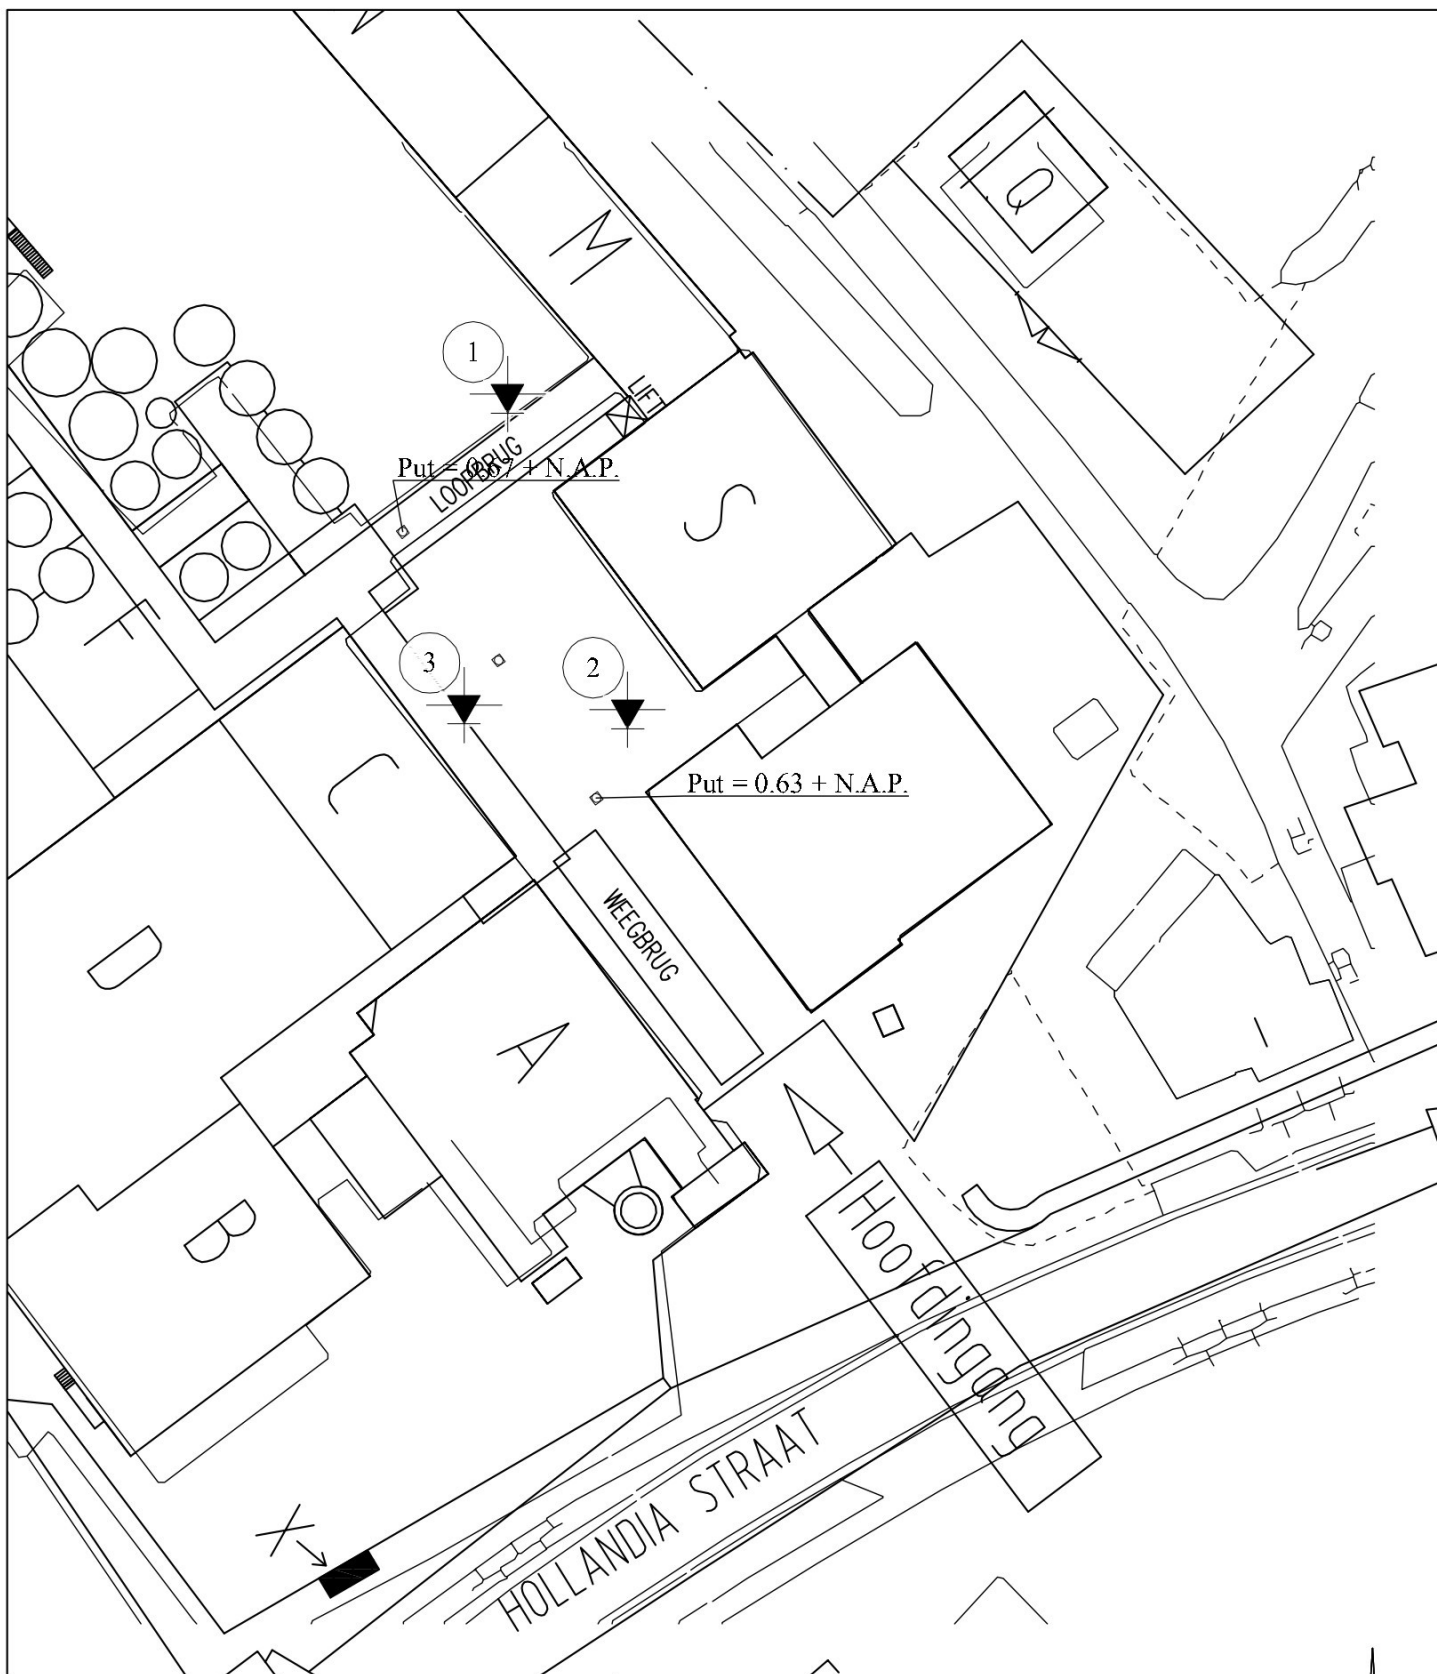 M
Q
1
LIFT
LOOPBRUG
Put = 0.67 + N.A.P.
S
3
2
Put = 0.63 + N.A.P.
WEEGBRUG
D
A
B
I
Hoofdingang
X
HOLLANDIA STRAAT